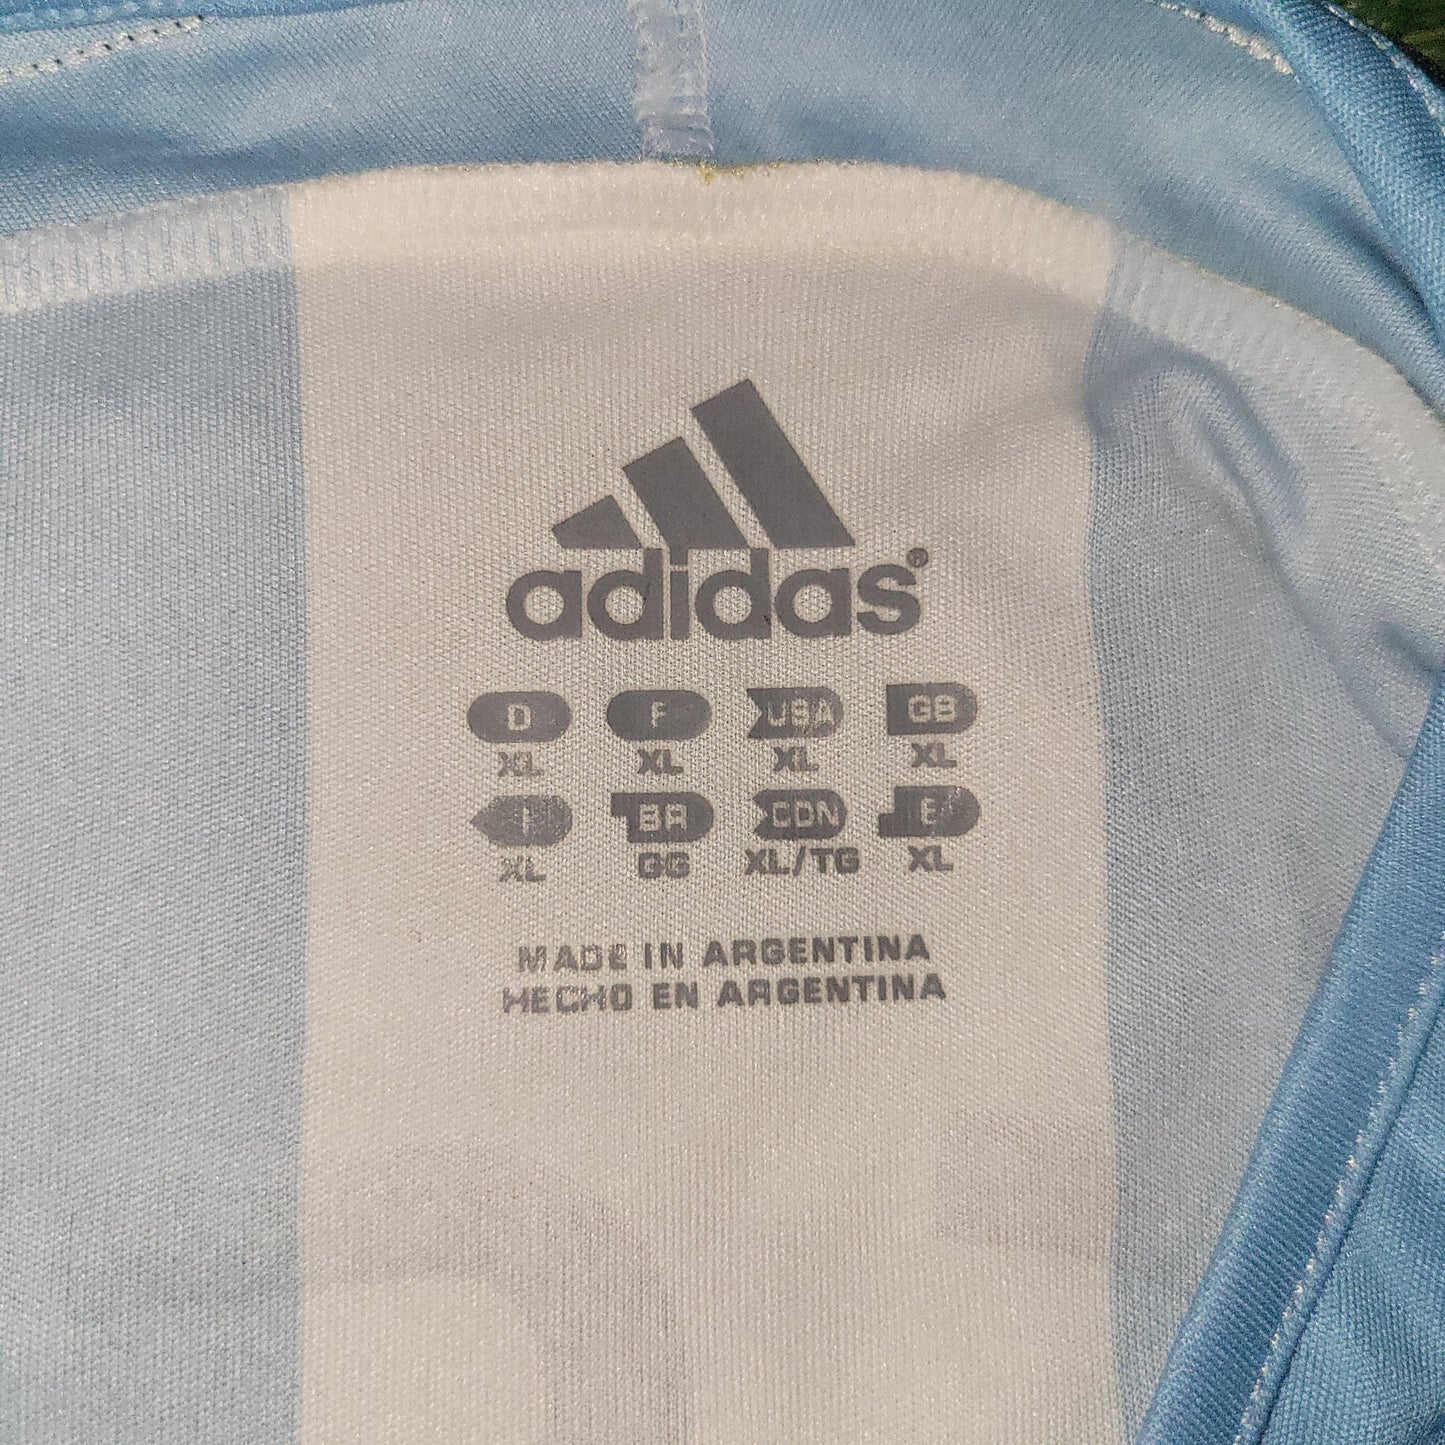 adidas®
D F USA GB
XL XL XL XL
I BR CDN E
XL GG XL/TG XL
MADE IN ARGENTINA
HECHO EN ARGENTINA